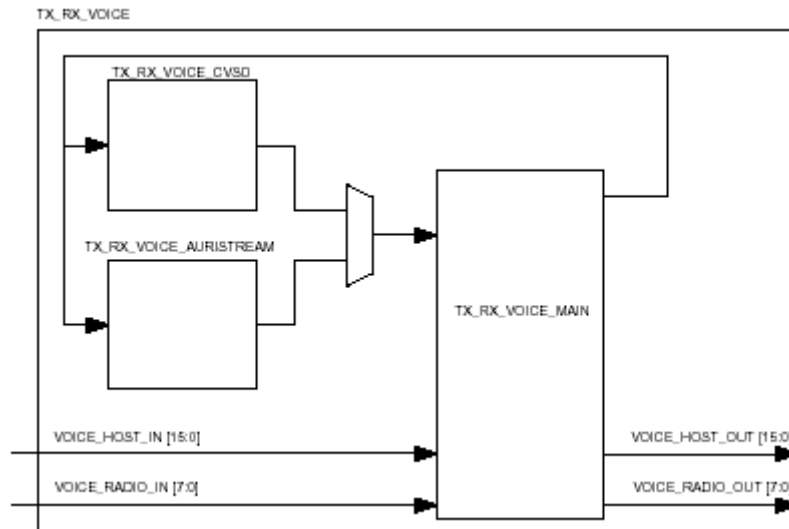 TX_RX_VOICE
TX_RX_VOICE_CVSD
TX_RX_VOICE_AURISTREAM
TX_RX_VOICE_MAIN
VOICE_HOST_IN [15:0]
VOICE_HOST_OUT [15:0
VOICE_RADIO_IN [7:0]
VOICE_RADIO_OUT [7:0